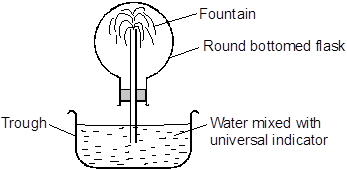 Fountain
Round bottomed flask
Trough
Water mixed with
universal indicator